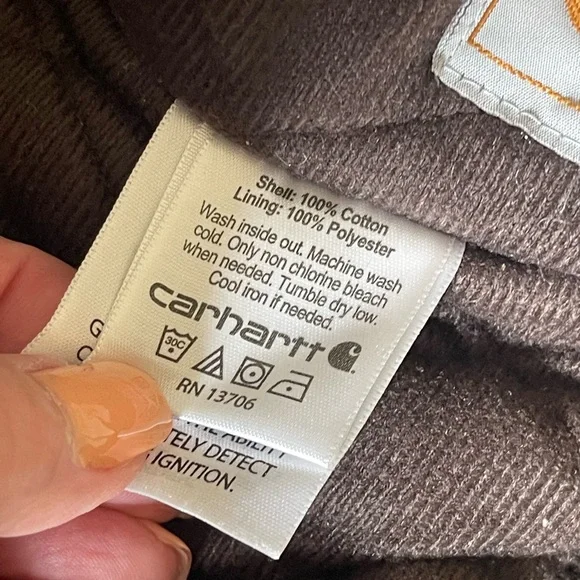 Shell: 100% Cotton
Lining: 100% Polyester
Wash inside out. Machine wash
cold. Only non chlorine bleach
when needed. Tumble dry low.
Cool iron if needed.
carhartt
30C
RN 13706
TELY DETECT
IGNITION.